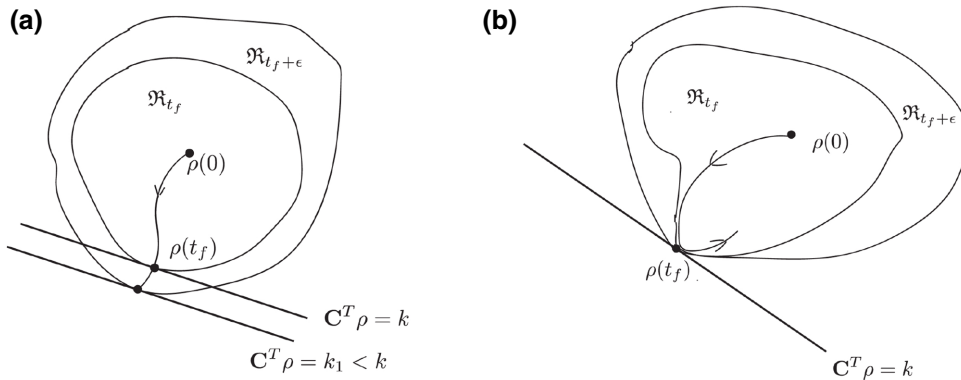 (a)
ℜ_{t_f+ϵ}
ℜ_{t_f}
ρ(0)
ρ(t_f)
C^T ρ = k
C^T ρ = k_1 < k
(b)
ℜ_{t_f}
ℜ_{t_f+ϵ}
ρ(0)
ρ(t_f)
C^T ρ = k